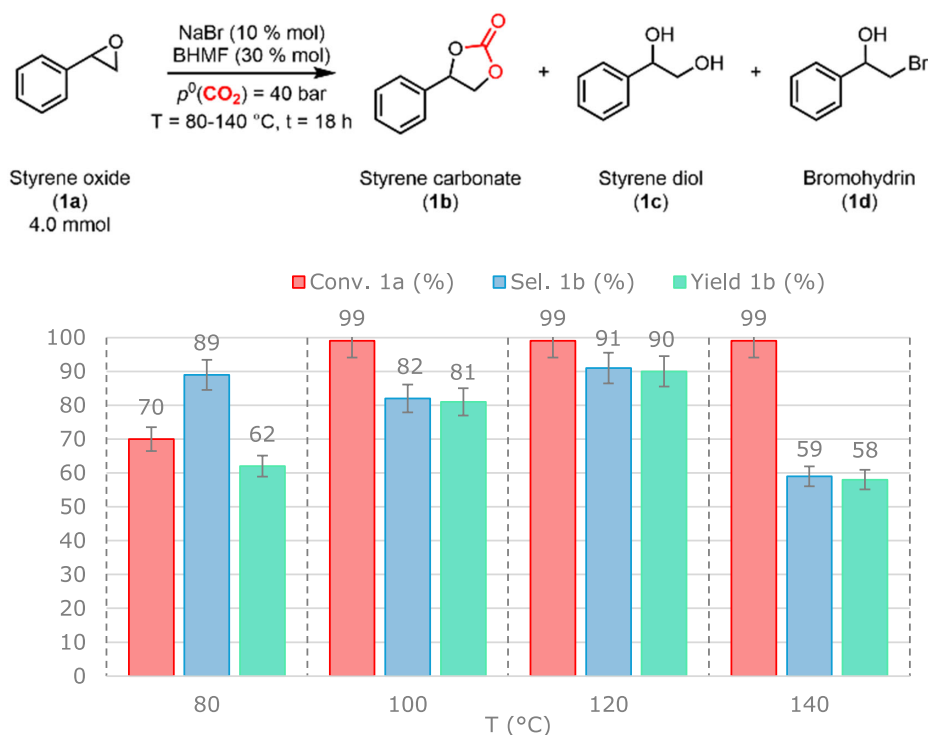 NaBr (10 % mol)
BHMF (30 % mol)
p⁰(CO₂) = 40 bar
T = 80-140 °C, t = 18 h
O
O
O
O
+
OH
OH
+
OH
Br
Styrene oxide
(1a)
4.0 mmol
Styrene carbonate
(1b)
Styrene diol
(1c)
Bromohydrin
(1d)
Conv. 1a (%) Sel. 1b (%) Yield 1b (%)
100
90
80
70
60
50
40
30
20
10
0
70 89 62
99 82 81
99 91 90
99 59 58
80 100 120 140
T (°C)